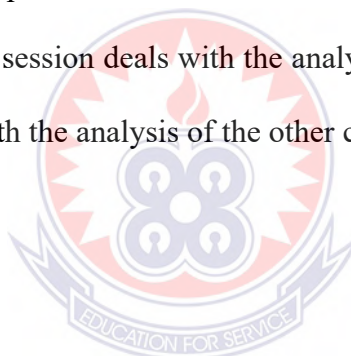 session deals with the analy
th the analysis of the other c
EDUCATION FOR SERVICE